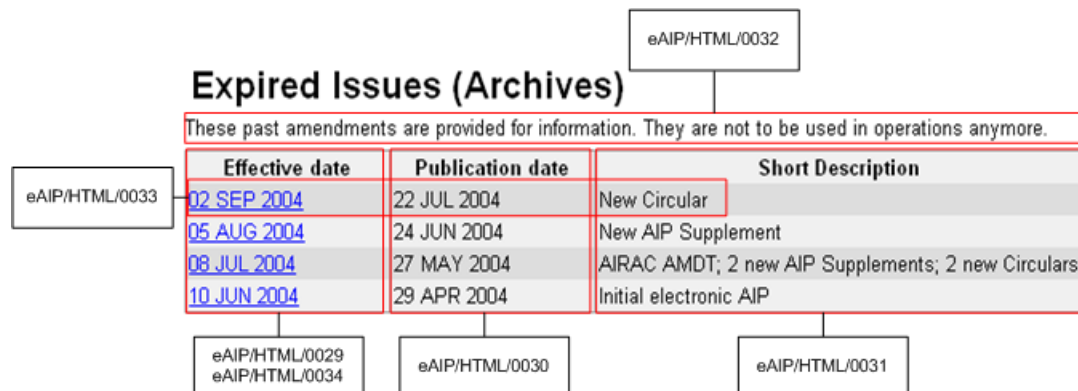 eAIP/HTML/0032
Expired Issues (Archives)
These past amendments are provided for information. They are not to be used in operations anymore.
Effective date Publication date Short Description
eAIP/HTML/0033
02 SEP 2004 22 JUL 2004 New Circular
05 AUG 2004 24 JUN 2004 New AIP Supplement
08 JUL 2004 27 MAY 2004 AIRAC AMDT; 2 new AIP Supplements; 2 new Circulars
10 JUN 2004 29 APR 2004 Initial electronic AIP
eAIP/HTML/0029
eAIP/HTML/0034
eAIP/HTML/0030
eAIP/HTML/0031